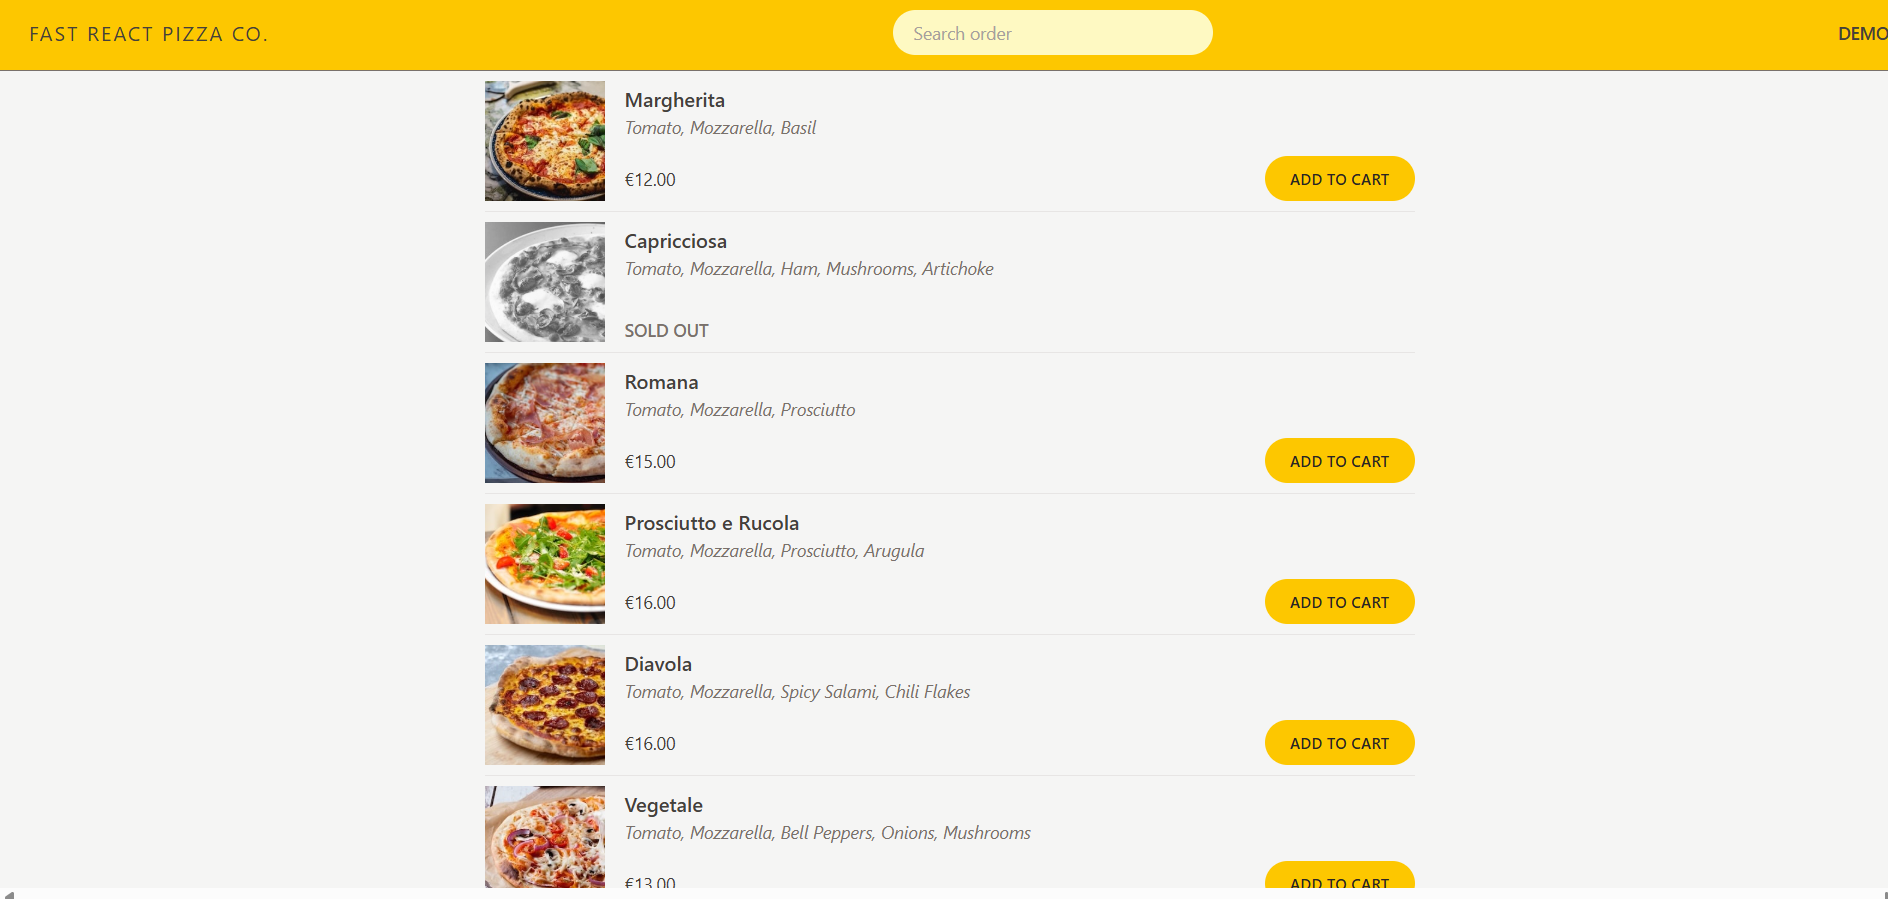 FAST REACT PIZZA CO.
Search order
DEMO
Margherita
Tomato, Mozzarella, Basil
€12.00
ADD TO CART
Capricciosa
Tomato, Mozzarella, Ham, Mushrooms, Artichoke
SOLD OUT
Romana
Tomato, Mozzarella, Prosciutto
€15.00
ADD TO CART
Prosciutto e Rucola
Tomato, Mozzarella, Prosciutto, Arugula
€16.00
ADD TO CART
Diavola
Tomato, Mozzarella, Spicy Salami, Chili Flakes
€16.00
ADD TO CART
Vegetale
Tomato, Mozzarella, Bell Peppers, Onions, Mushrooms
€13.00
ADD TO CART